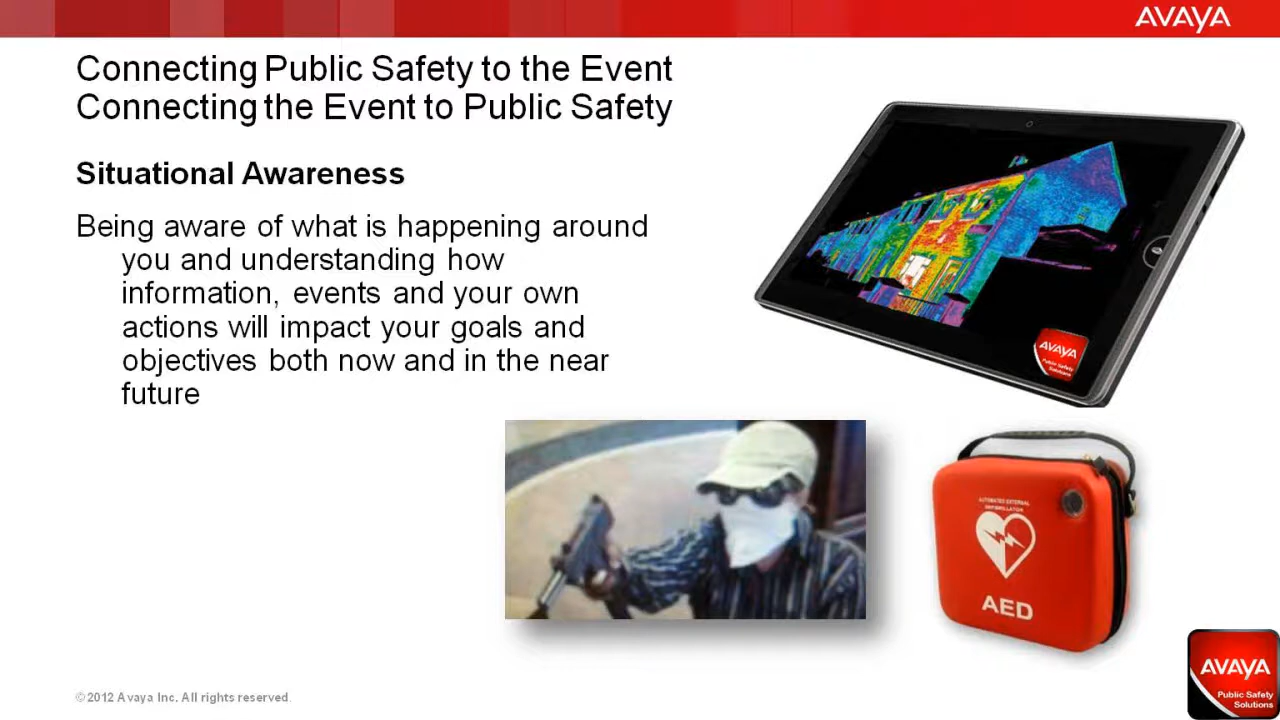 AVAYA
Connecting Public Safety to the Event
Connecting the Event to Public Safety
Situational Awareness
Being aware of what is happening around
you and understanding how
information, events and your own
actions will impact your goals and
objectives both now and in the near
future
AVAYA
Public Safety
Solutions
AUTOMATED EXTERNAL
DEFIBRILLATOR
AED
AVAYA
Public Safety
Solutions
© 2012 Avaya Inc. All rights reserved.